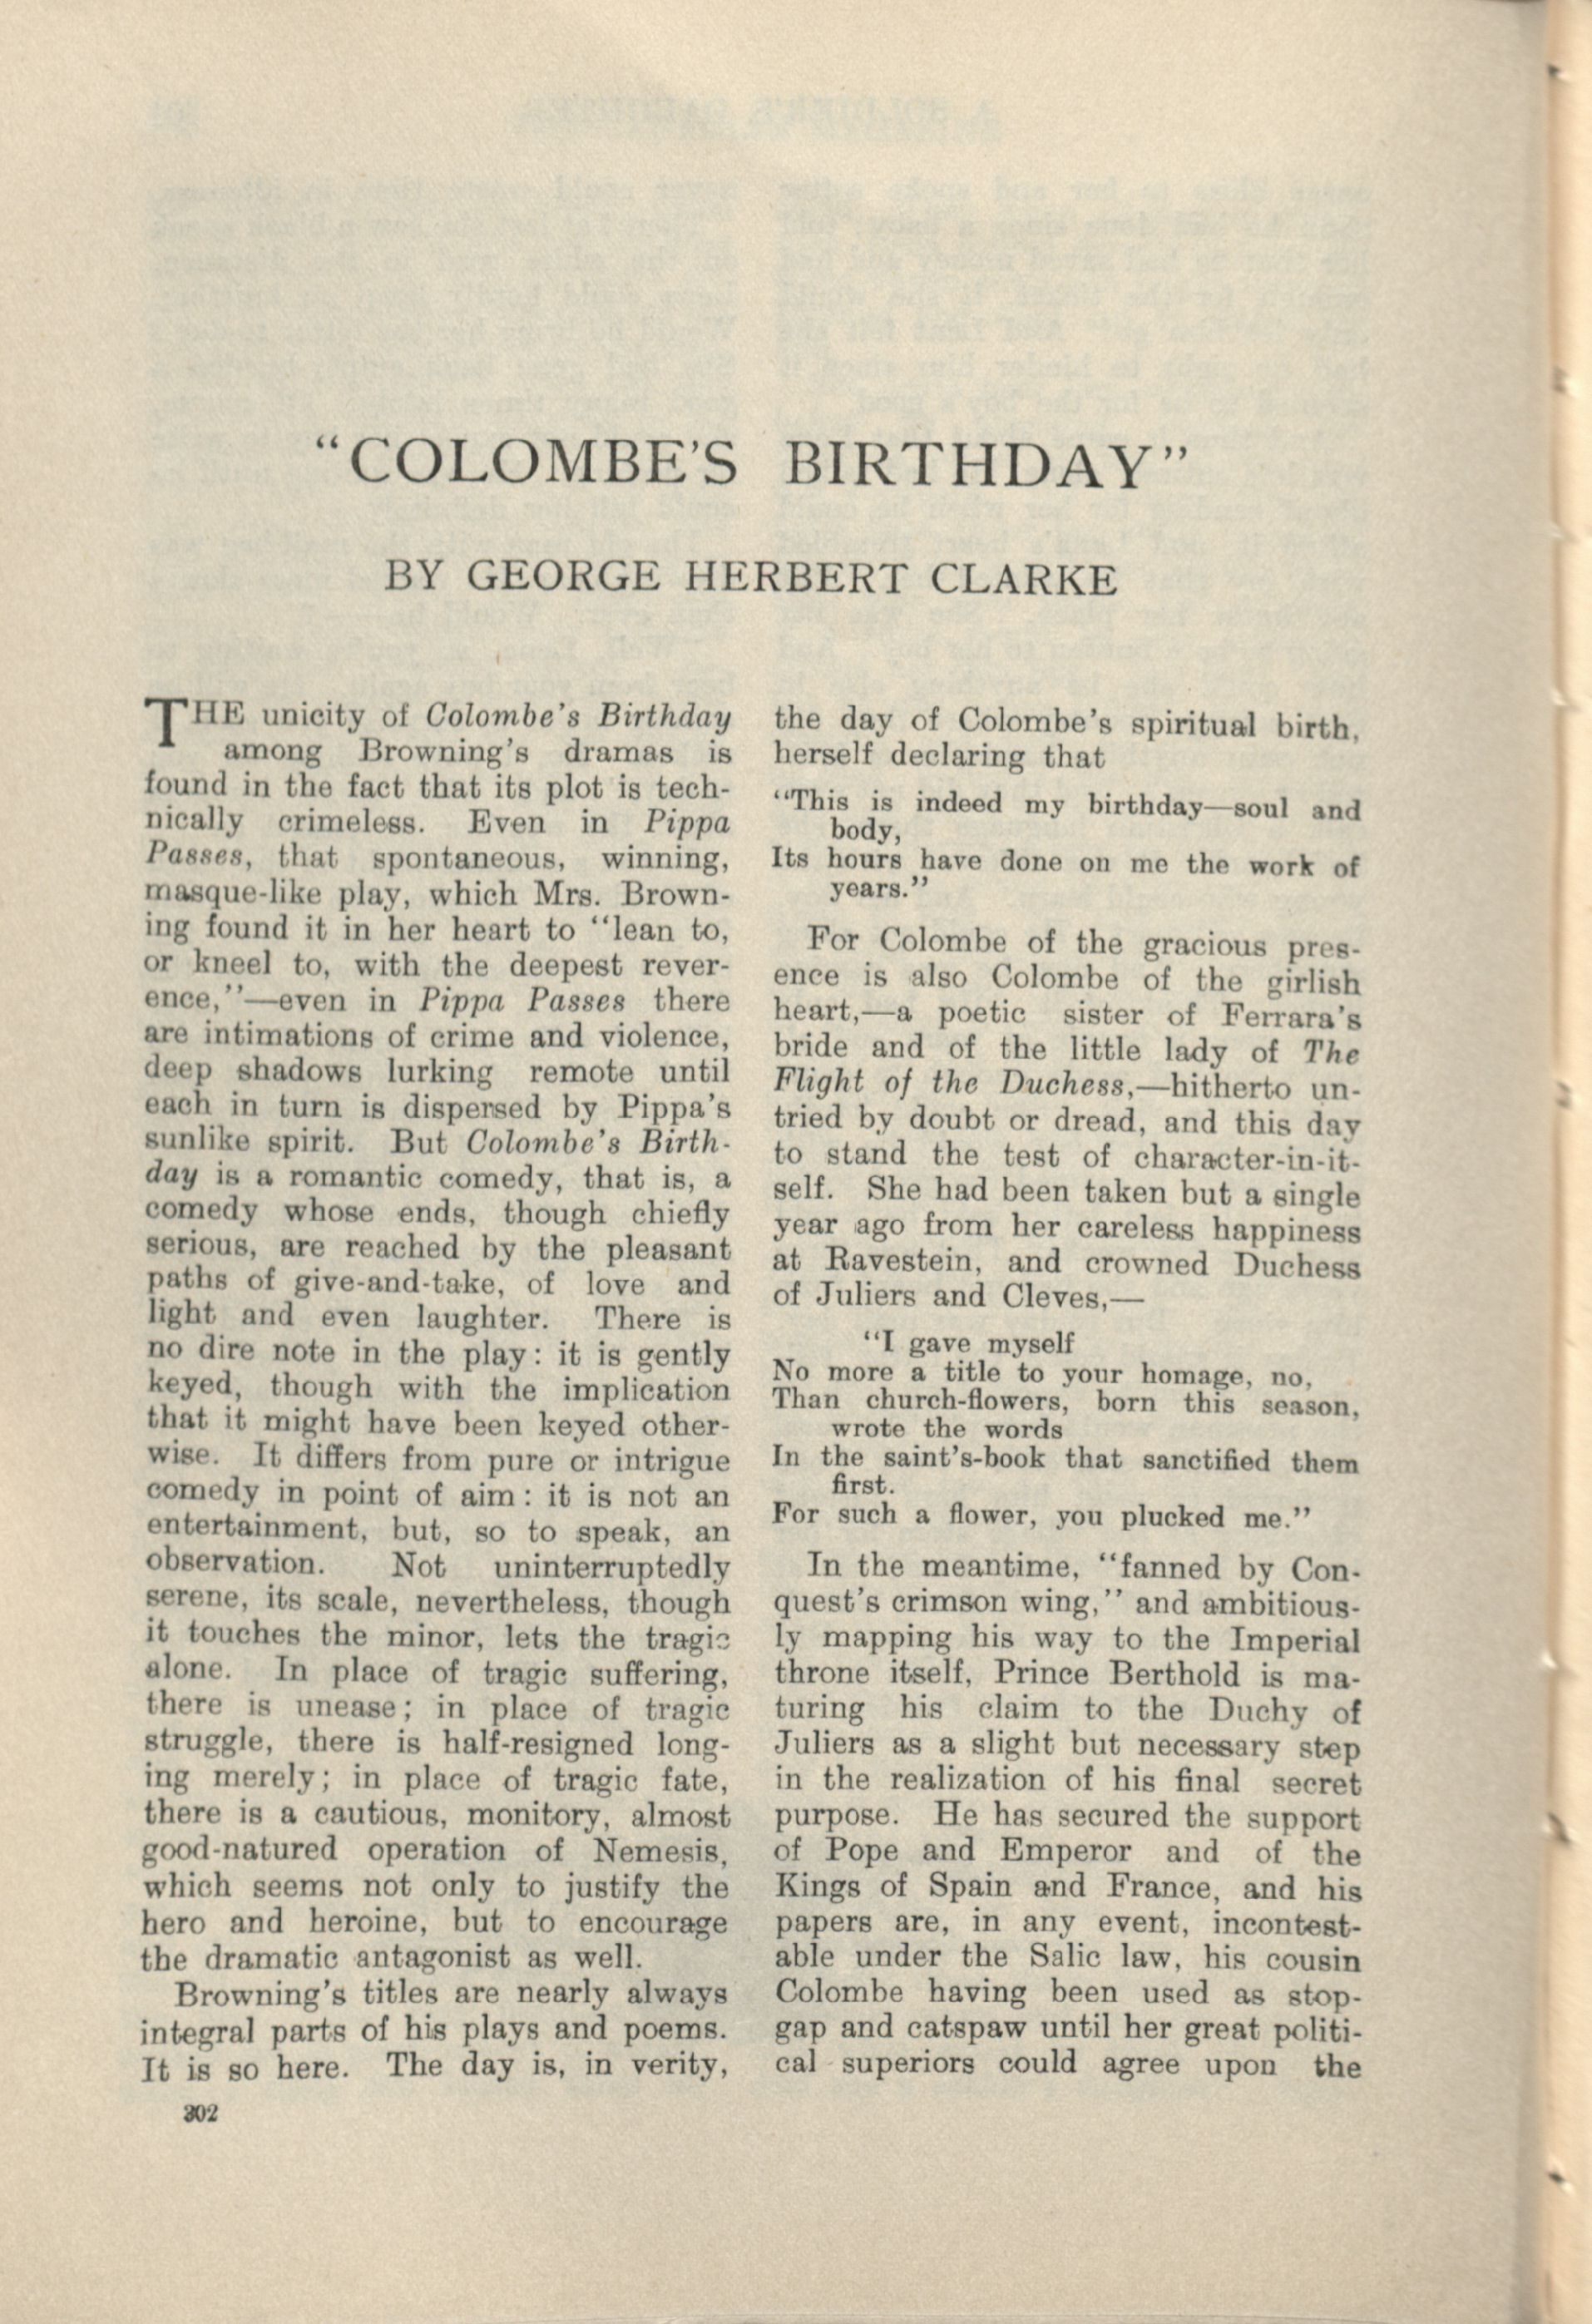 "COLOMBE'S BIRTHDAY"
BY GEORGE HERBERT CLARKE
THE unicity of Colombe's Birthday
among Browning's dramas is
found in the fact that its plot is tech-
nically crimeless. Even in Pippa
Passes, that spontaneous, winning,
masque-like play, which Mrs. Brown-
ing found it in her heart to "lean to,
or kneel to, with the deepest rever-
ence,"—even in Pippa Passes there
are intimations of crime and violence,
deep shadows lurking remote until
each in turn is dispersed by Pippa's
sunlike spirit. But Colombe's Birth-
day is a romantic comedy, that is, a
comedy whose ends, though chiefly
serious, are reached by the pleasant
paths of give-and-take, of love and
light and even laughter. There is
no dire note in the play: it is gently
keyed, though with the implication
that it might have been keyed other-
wise. It differs from pure or intrigue
comedy in point of aim: it is not an
entertainment, but, so to speak, an
observation. Not uninterruptedly
serene, its scale, nevertheless, though
it touches the minor, lets the tragic
alone. In place of tragic suffering,
there is unease; in place of tragic
struggle, there is half-resigned long-
ing merely; in place of tragic fate,
there is a cautious, monitory, almost
good-natured operation of Nemesis,
which seems not only to justify the
hero and heroine, but to encourage
the dramatic antagonist as well.
Browning's titles are nearly always
integral parts of his plays and poems.
It is so here. The day is, in verity,
302
the day of Colombe's spiritual birth,
herself declaring that
"This is indeed my birthday—soul and
body,
Its hours have done on me the work of
years."
For Colombe of the gracious pres-
ence is also Colombe of the girlish
heart,—a poetic sister of Ferrara's
bride and of the little lady of The
Flight of the Duchess,—hitherto un-
tried by doubt or dread, and this day
to stand the test of character-in-it-
self. She had been taken but a single
year ago from her careless happiness
at Ravestein, and crowned Duchess
of Juliers and Cleves,—
"I gave myself
No more a title to your homage, no,
Than church-flowers, born this season,
wrote the words
In the saint's-book that sanctified them
first.
For such a flower, you plucked me."
In the meantime, "fanned by Con-
quest's crimson wing," and ambitious-
ly mapping his way to the Imperial
throne itself, Prince Berthold is ma-
turing his claim to the Duchy of
Juliers as a slight but necessary step
in the realization of his final secret
purpose. He has secured the support
of Pope and Emperor and of the
Kings of Spain and France, and his
papers are, in any event, incontest-
able under the Salic law, his cousin
Colombe having been used as stop-
gap and catspaw until her great politi-
cal superiors could agree upon the